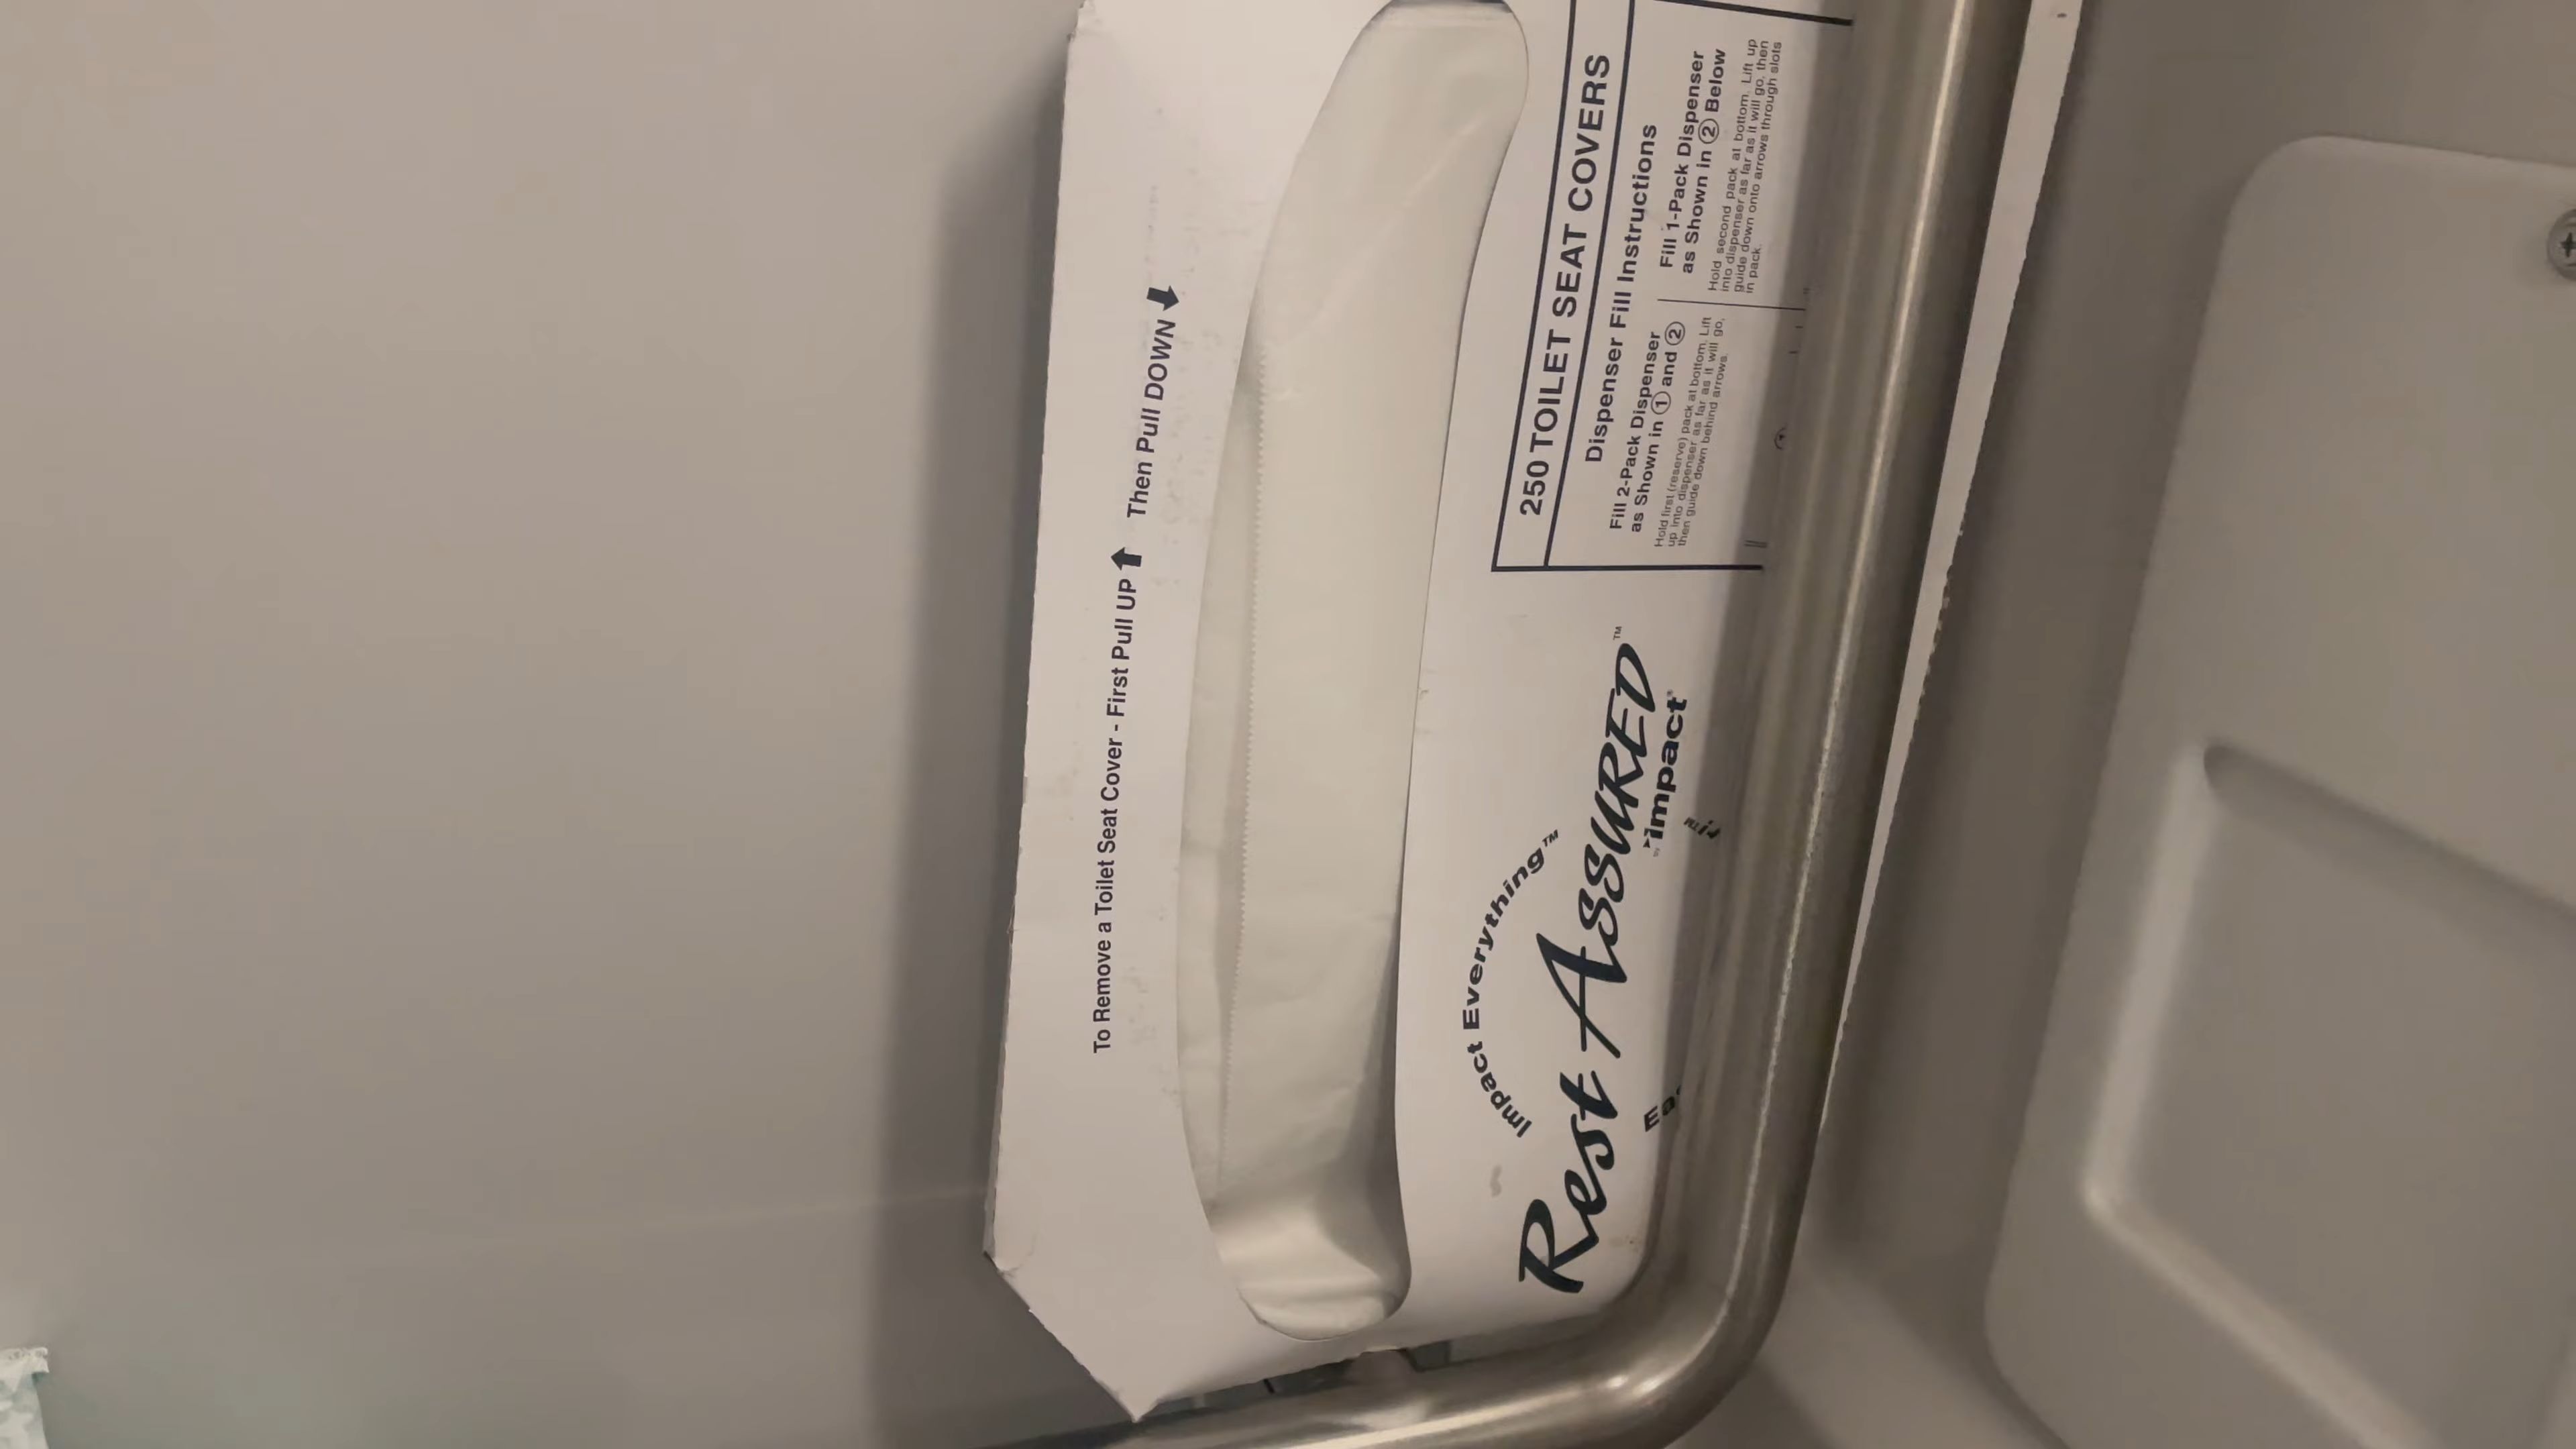 To Remove a Toilet Seat Cover - First Pull UP Then Pull DOWN
Impact Everything™
Rest ASSURED™
impact
250 TOILET SEAT COVERS
Dispenser Fill Instructions
Fill 2-Pack Dispenser
as Shown in ① and ②
Hold first (reserve) pack at bottom. Lift
up into dispenser as far as it will go,
then guide down behind arrows.
Fill 1-Pack Dispenser
as Shown in ② Below
Hold second pack at bottom. Lift up
into dispenser as far as it will go, then
guide down onto arrows through slots
in pack.